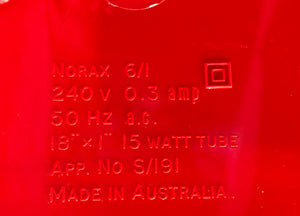 NORAX 6/1
240 V 0.3 amp
50 Hz a.c.
18" × 1" 15 WATT TUBE
APP. NO S/191
MADE IN AUSTRALIA.